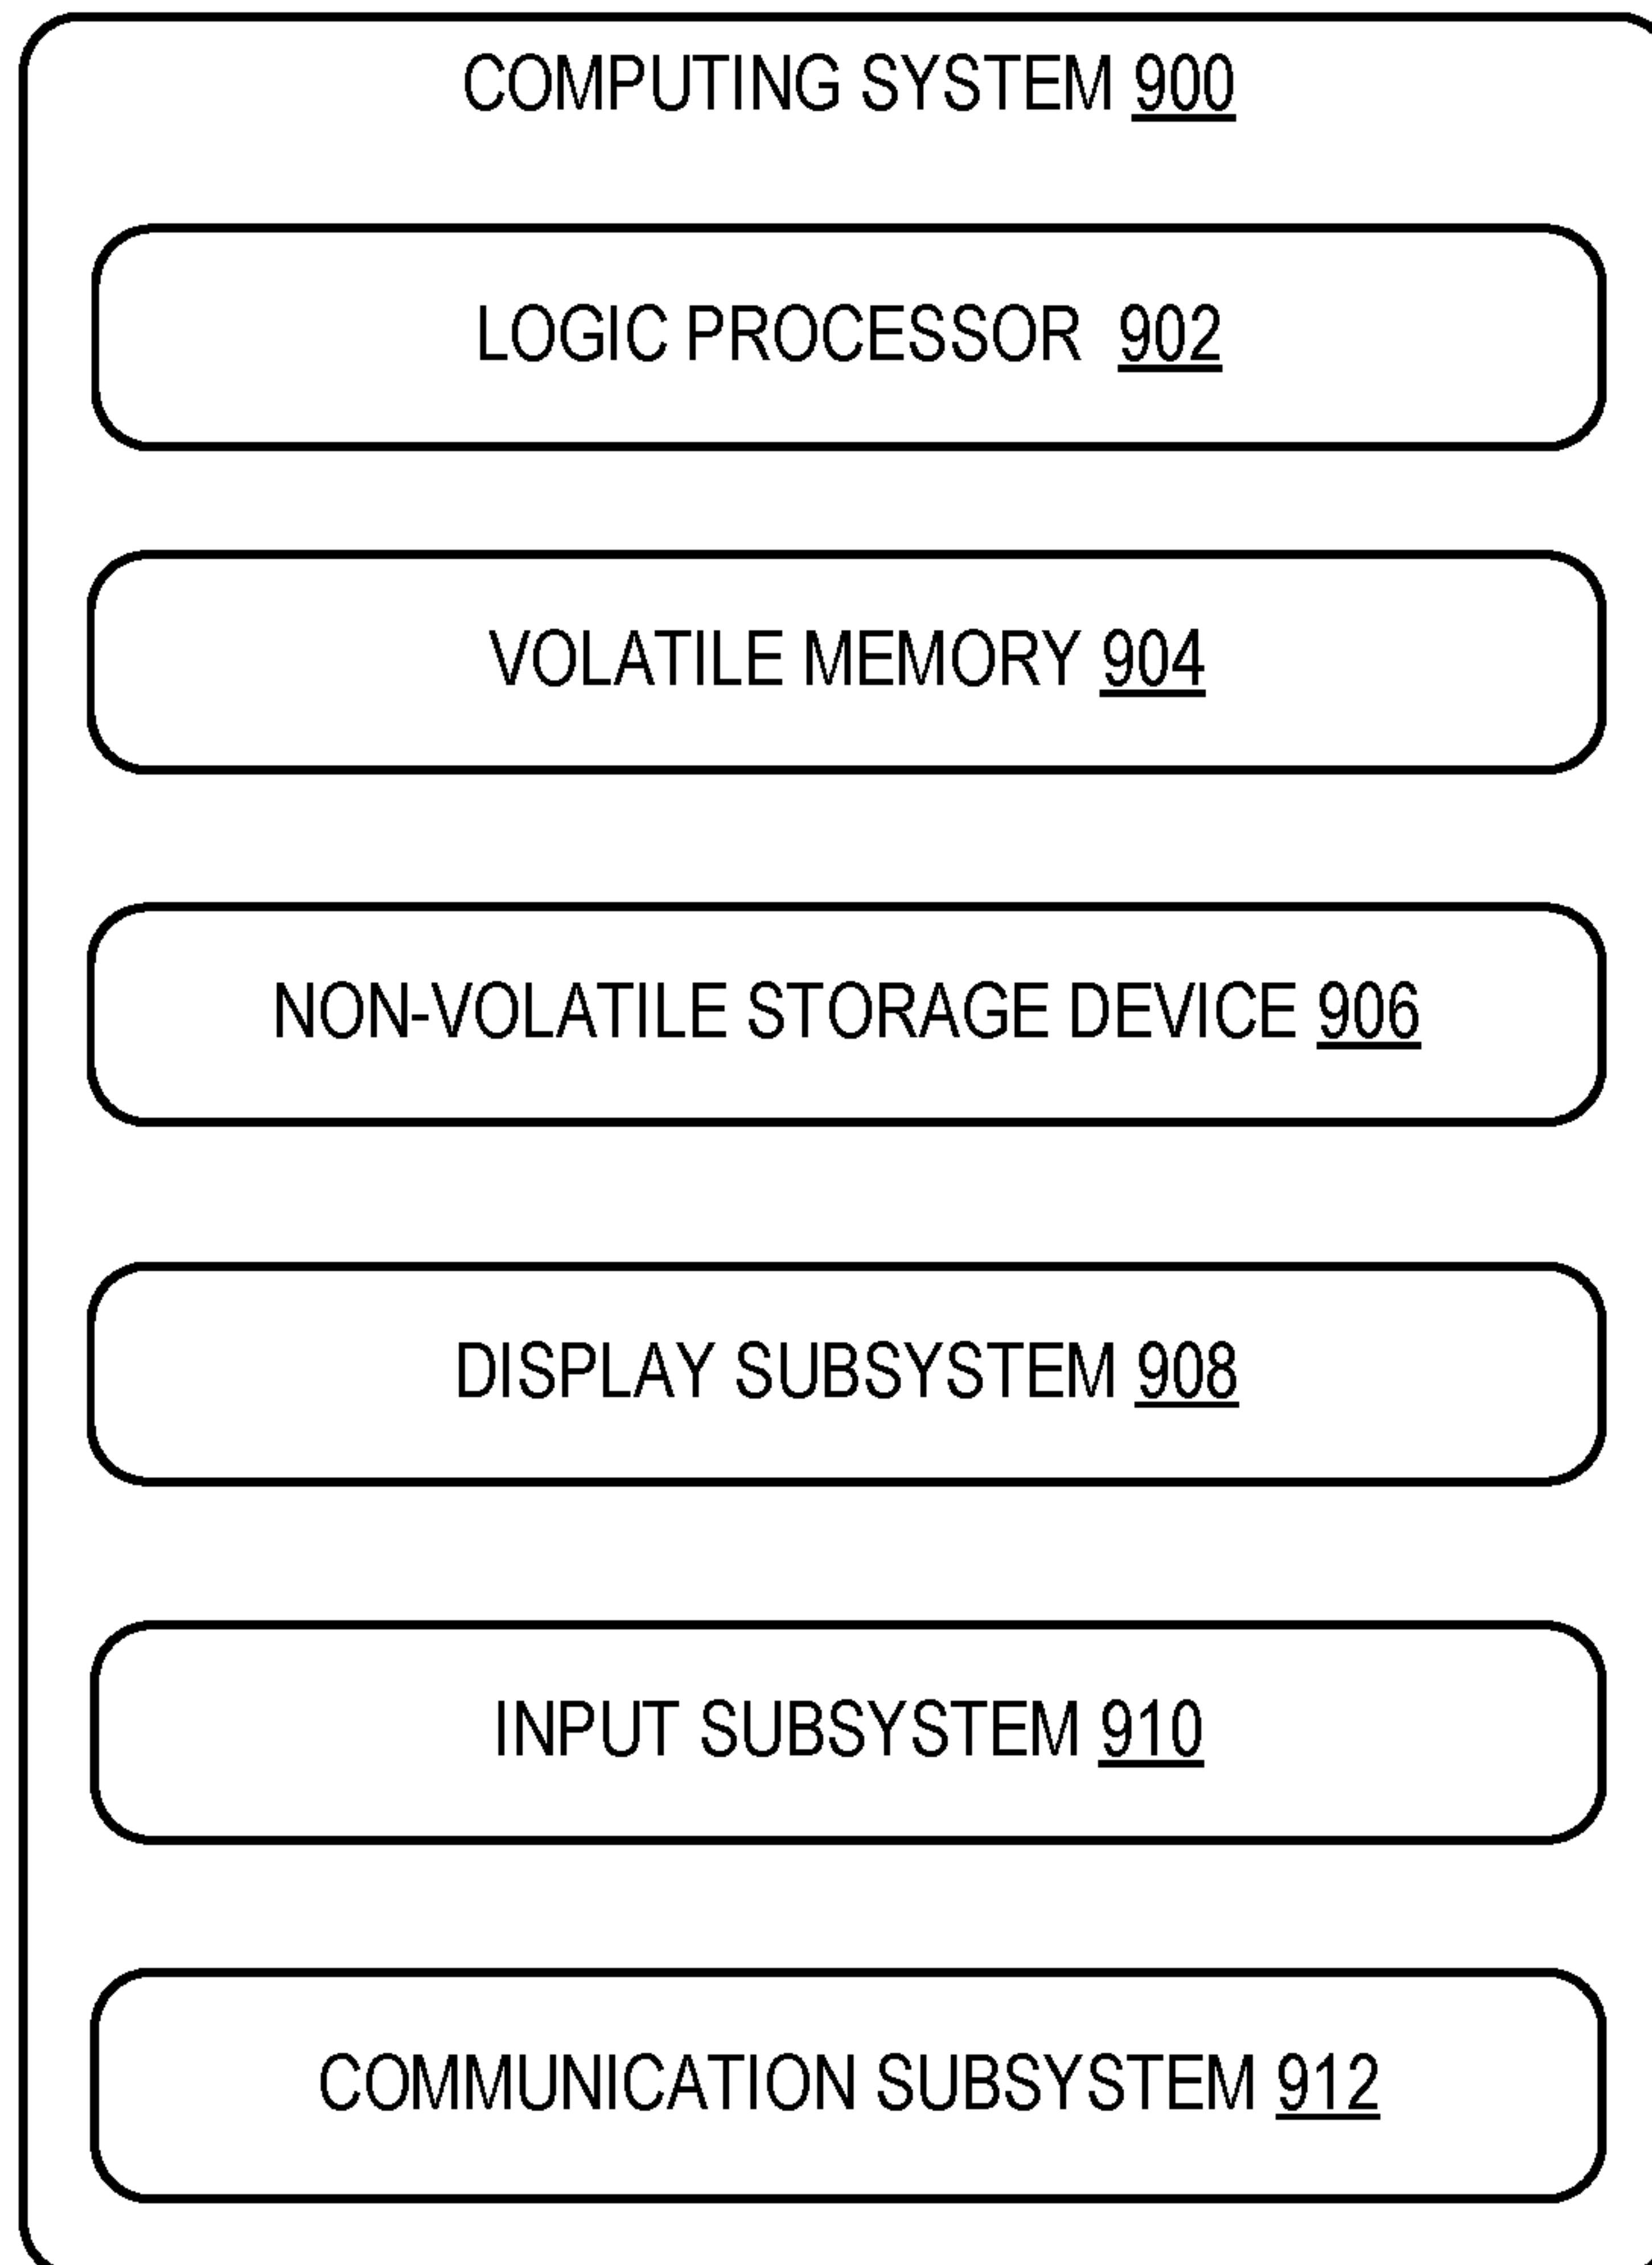 COMPUTING SYSTEM 900
LOGIC PROCESSOR 902
VOLATILE MEMORY 904
NON-VOLATILE STORAGE DEVICE 906
DISPLAY SUBSYSTEM 908
INPUT SUBSYSTEM 910
COMMUNICATION SUBSYSTEM 912